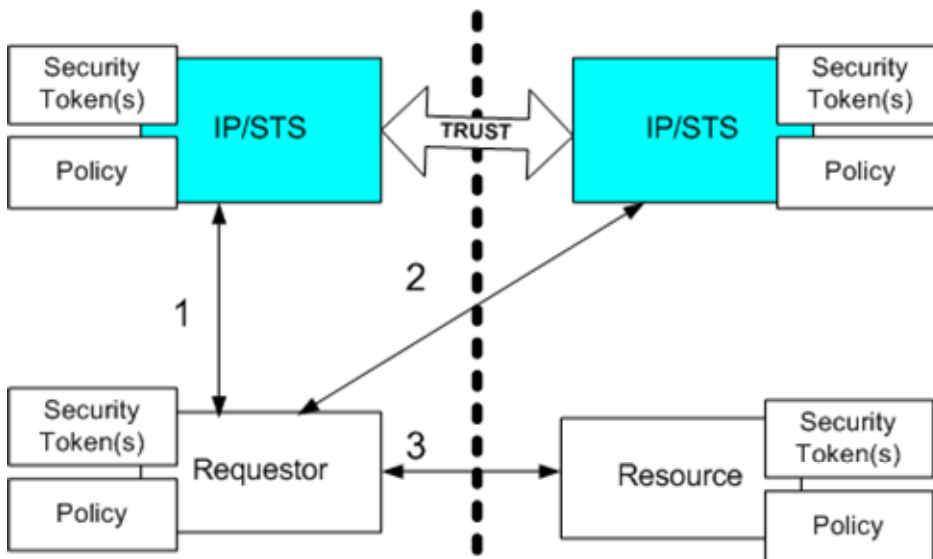 Security
Token(s)
IP/STS
Policy
TRUST
IP/STS
Security
Token(s)
Policy
1
2
Security
Token(s)
Requestor
Policy
3
Resource
Security
Token(s)
Policy